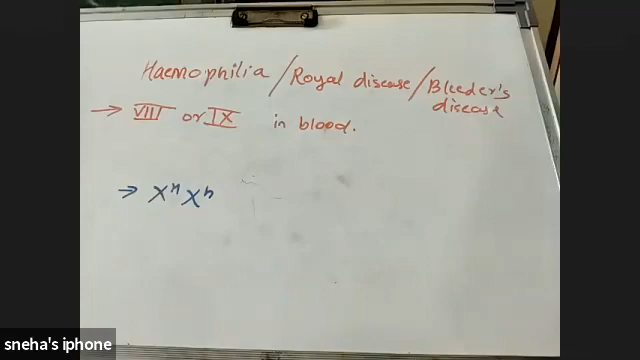 Haemophilia / Royal disease / Bleeder's
disease
→ VIII or IX in blood.
→ XᴴXʰ
sneha's iphone